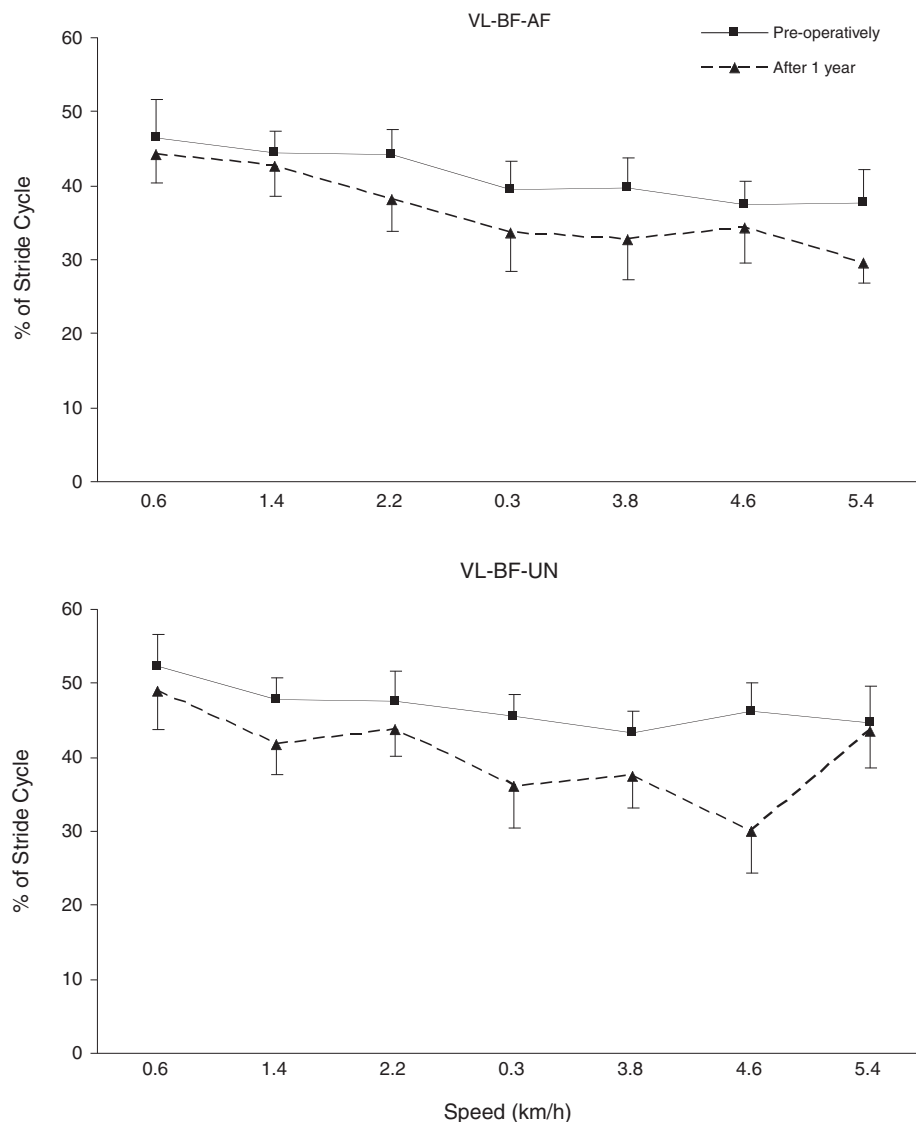 VL-BF-AF
Pre-operatively
After 1 year
% of Stride Cycle
60
50
40
30
20
10
0
0.6 1.4 2.2 0.3 3.8 4.6 5.4
VL-BF-UN
% of Stride Cycle
60
50
40
30
20
10
0
0.6 1.4 2.2 0.3 3.8 4.6 5.4
Speed (km/h)